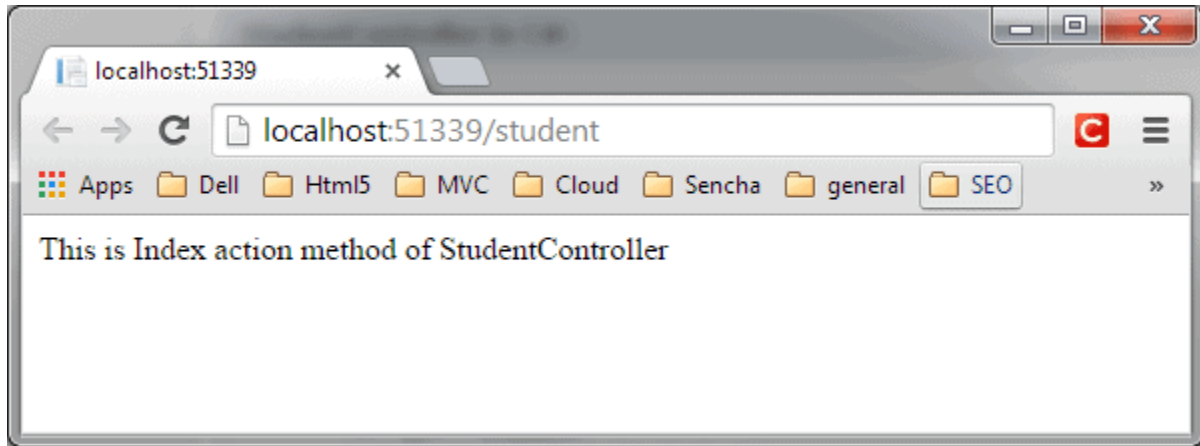 localhost:51339
localhost:51339/student
C
Apps Dell Html5 MVC Cloud Sencha general SEO »
This is Index action method of StudentController